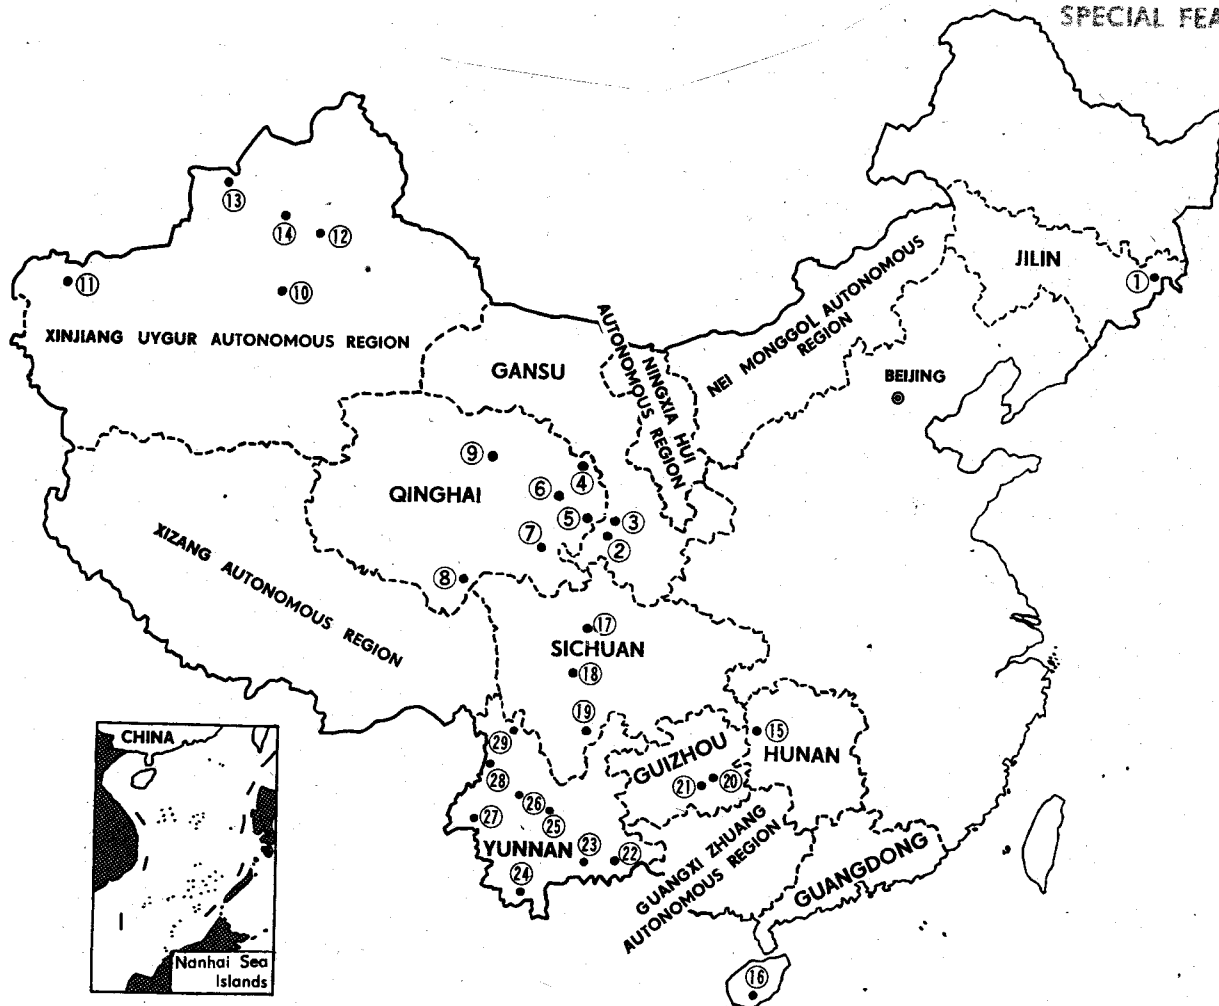 SPECIAL FEA
⑬
⑭
⑫
⑪
⑩
XINJIANG UYGUR AUTONOMOUS REGION
JILIN
①
NEI MONGGOL AUTONOMOUS
REGION
BEIJING
NINGXIA HUI
AUTONOMOUS REGION
GANSU
⑨
QINGHAI
④
⑥
⑤
③
②
⑦
⑧
XIZANG AUTONOMOUS REGION
⑰
SICHUAN
⑱
⑲
⑮
HUNAN
GUIZHOU
㉑
⑳
㉙
㉘
㉖
㉕
㉗
YUNNAN
㉓
㉒
㉔
GUANGXI ZHUANG
AUTONOMOUS REGION
GUANGDONG
⑯
CHINA
Nanhai Sea
Islands